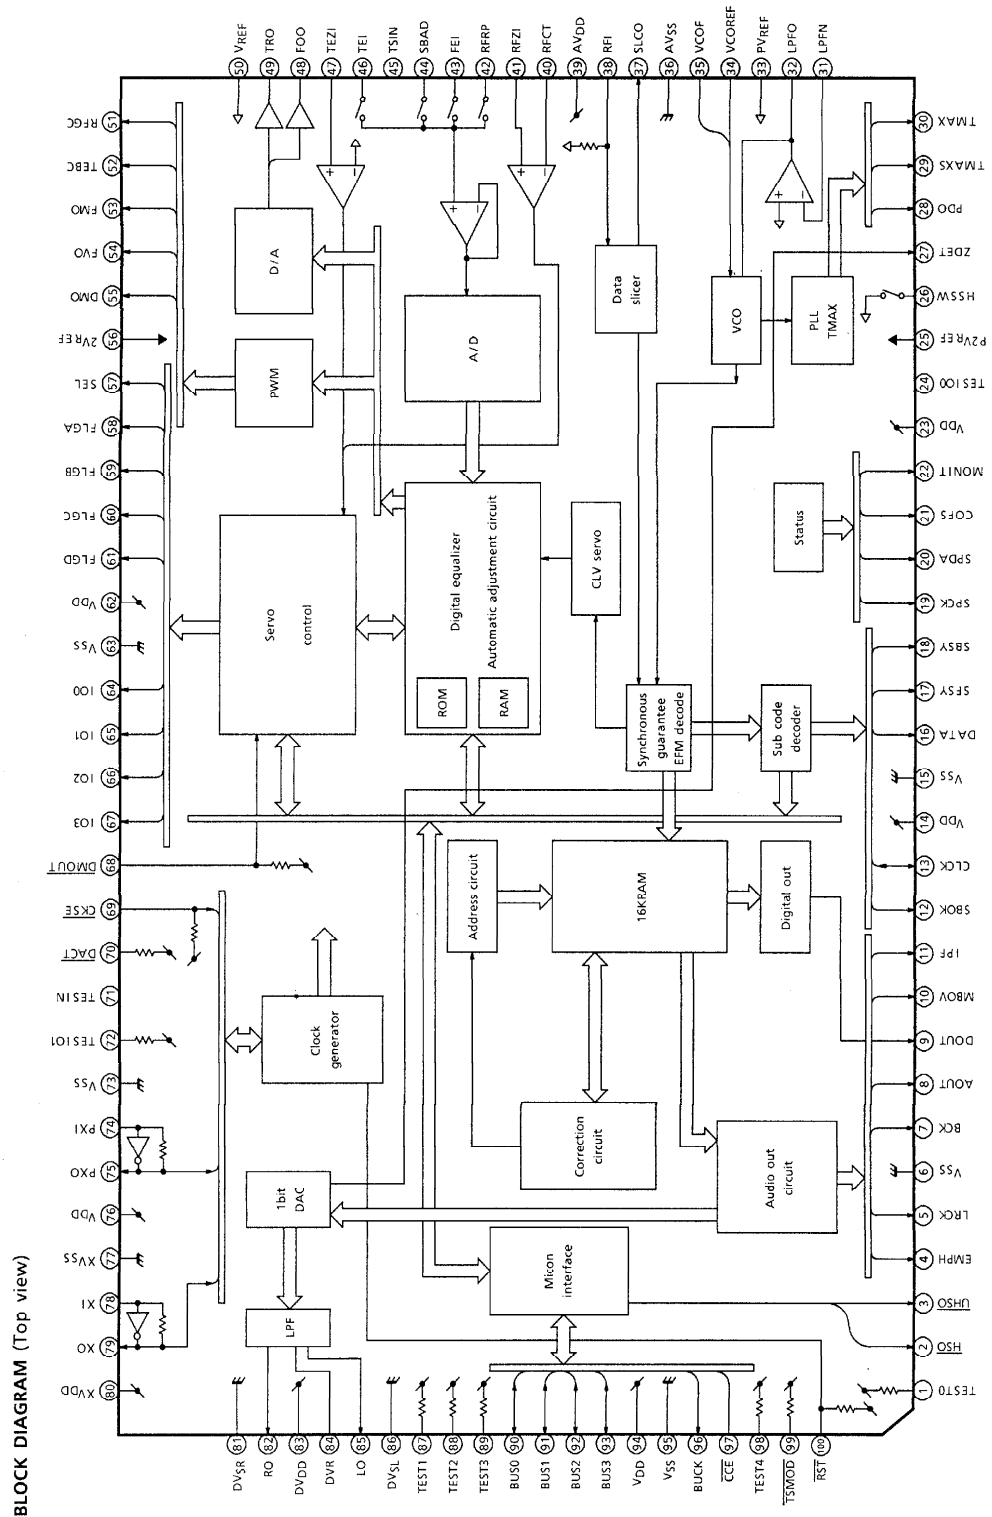 BLOCK DIAGRAM (Top view)
50 VREF
49 TRO
48 FOO
47 TEZI
46 TEI
45 TSIN
44 SBAD
43 FEI
42 RFRP
41 RFZI
40 RFCT
39 AVDD
38 RFI
37 SLCO
36 AVSS
35 VCOF
34 VCOREF
33 PVREF
32 LPFO
31 LPFN
30 TMAX
29 TMAXS
28 PDO
27 ZDET
26 HSSW
25 P2VREF
24 TESIO0
23 VDD
22 MONIT
21 COFS
20 SPDA
19 SPCK
18 SBSY
17 SFSY
16 DATA
15 VSS
14 VDD
13 CLCK
12 SBOK
11 IPF
10 MBOV
9 DOUT
8 AOUT
7 BCK
6 VSS
5 LRCK
4 EMPH
3 UHSO
2 HSO
1 TEST0
51 RFGC
52 TEBC
53 FMO
54 FVO
55 DMO
56 2VREF
57 SEL
58 FLGA
59 FLGB
60 FLGC
61 FLGD
62 VDD
63 VSS
64 IO0
65 IO1
66 IO2
67 IO3
68 DMOUT
69 CKSE
70 DACT
71 TESIN
72 TESIO1
73 VSS
74 PXI
75 PXO
76 VDD
77 XVSS
78 XI
79 XO
80 XVDD
81 DVSR
82 RO
83 DVDD
84 DVR
85 LO
86 DVSL
87 TEST1
88 TEST2
89 TEST3
90 BUS0
91 BUS1
92 BUS2
93 BUS3
94 VDD
95 VSS
96 BUCK
97 CCE
98 TEST4
99 TSMOD
100 RST
D/A
PWM
A/D
Data
slicer
VCO
PLL
TMAX
Servo
control
Digital equalizer
Automatic adjustment circuit
ROM
RAM
CLV servo
Status
Synchronous
guarantee
EFM decode
Sub code
decoder
Address circuit
16KRAM
Digital out
Clock
generator
Correction
circuit
Audio out
circuit
1bit
DAC
LPF
Micon
interface
+
−
+
−
+
−
+
−